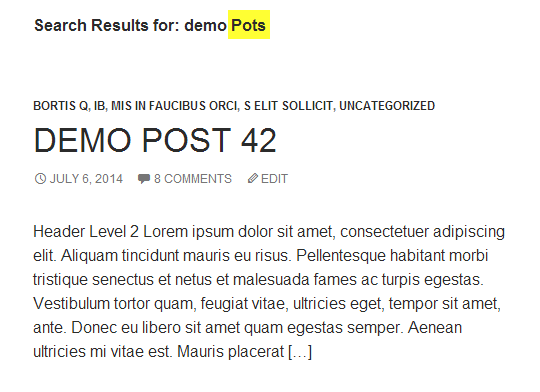 Search Results for: demo Pots
BORTIS Q, IB, MIS IN FAUCIBUS ORCI, S ELIT SOLLICIT, UNCATEGORIZED
DEMO POST 42
JULY 6, 2014 8 COMMENTS EDIT
Header Level 2 Lorem ipsum dolor sit amet, consectetuer adipiscing
elit. Aliquam tincidunt mauris eu risus. Pellentesque habitant morbi
tristique senectus et netus et malesuada fames ac turpis egestas.
Vestibulum tortor quam, feugiat vitae, ultricies eget, tempor sit amet,
ante. Donec eu libero sit amet quam egestas semper. Aenean
ultricies mi vitae est. Mauris placerat […]